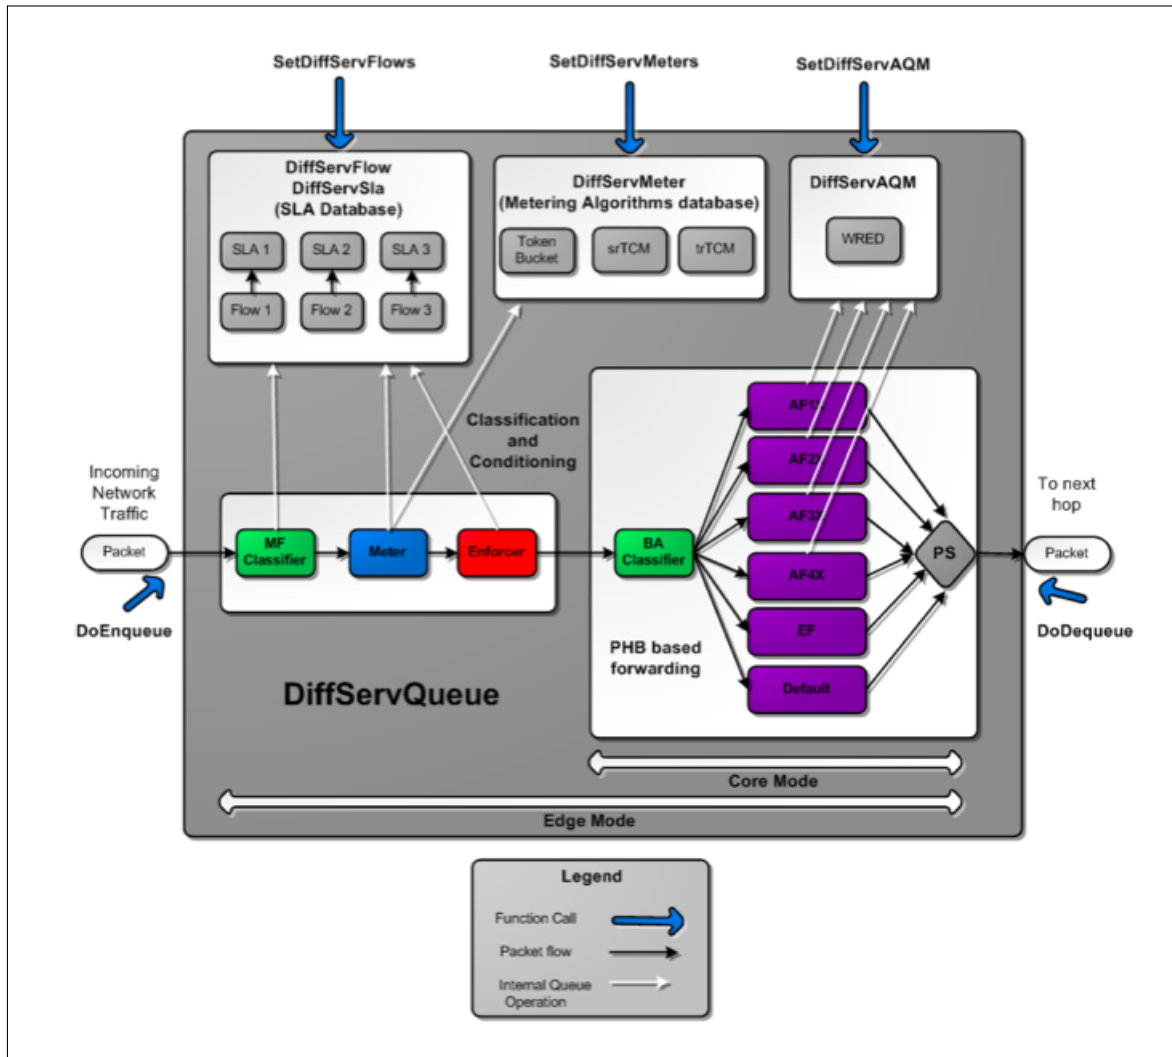 SetDiffServFlows
SetDiffServMeters
SetDiffServAQM
DiffServFlow
DiffServSla
(SLA Database)
SLA 1
SLA 2
SLA 3
Flow 1
Flow 2
Flow 3
DiffServMeter
(Metering Algorithms database)
Token
Bucket
srTCM
trTCM
DiffServAQM
WRED
Classification
and
Conditioning
Incoming
Network
Traffic
Packet
DoEnqueue
MF
Classifier
Meter
Enforcer
BA
Classifier
AF1X
AF2X
AF3X
AF4X
EF
Default
PS
PHB based
forwarding
To next
hop
Packet
DoDequeue
DiffServQueue
Core Mode
Edge Mode
Legend
Function Call
Packet flow
Internal Queue
Operation